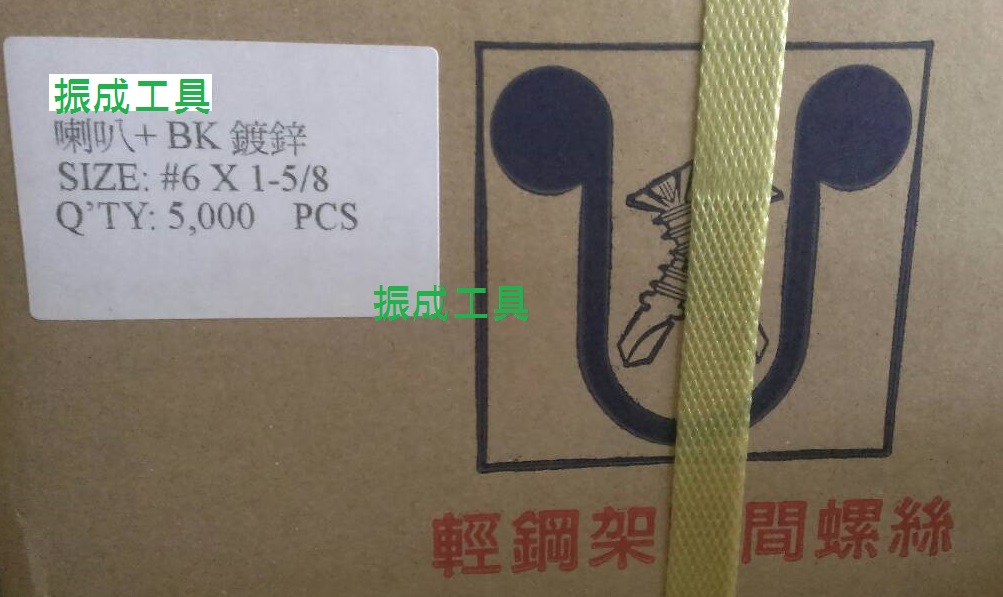 振成工具
喇叭+ BK 鍍鋅
SIZE: #6 X 1-5/8
Q'TY: 5,000 PCS
振成工具
輕鋼架 間螺絲